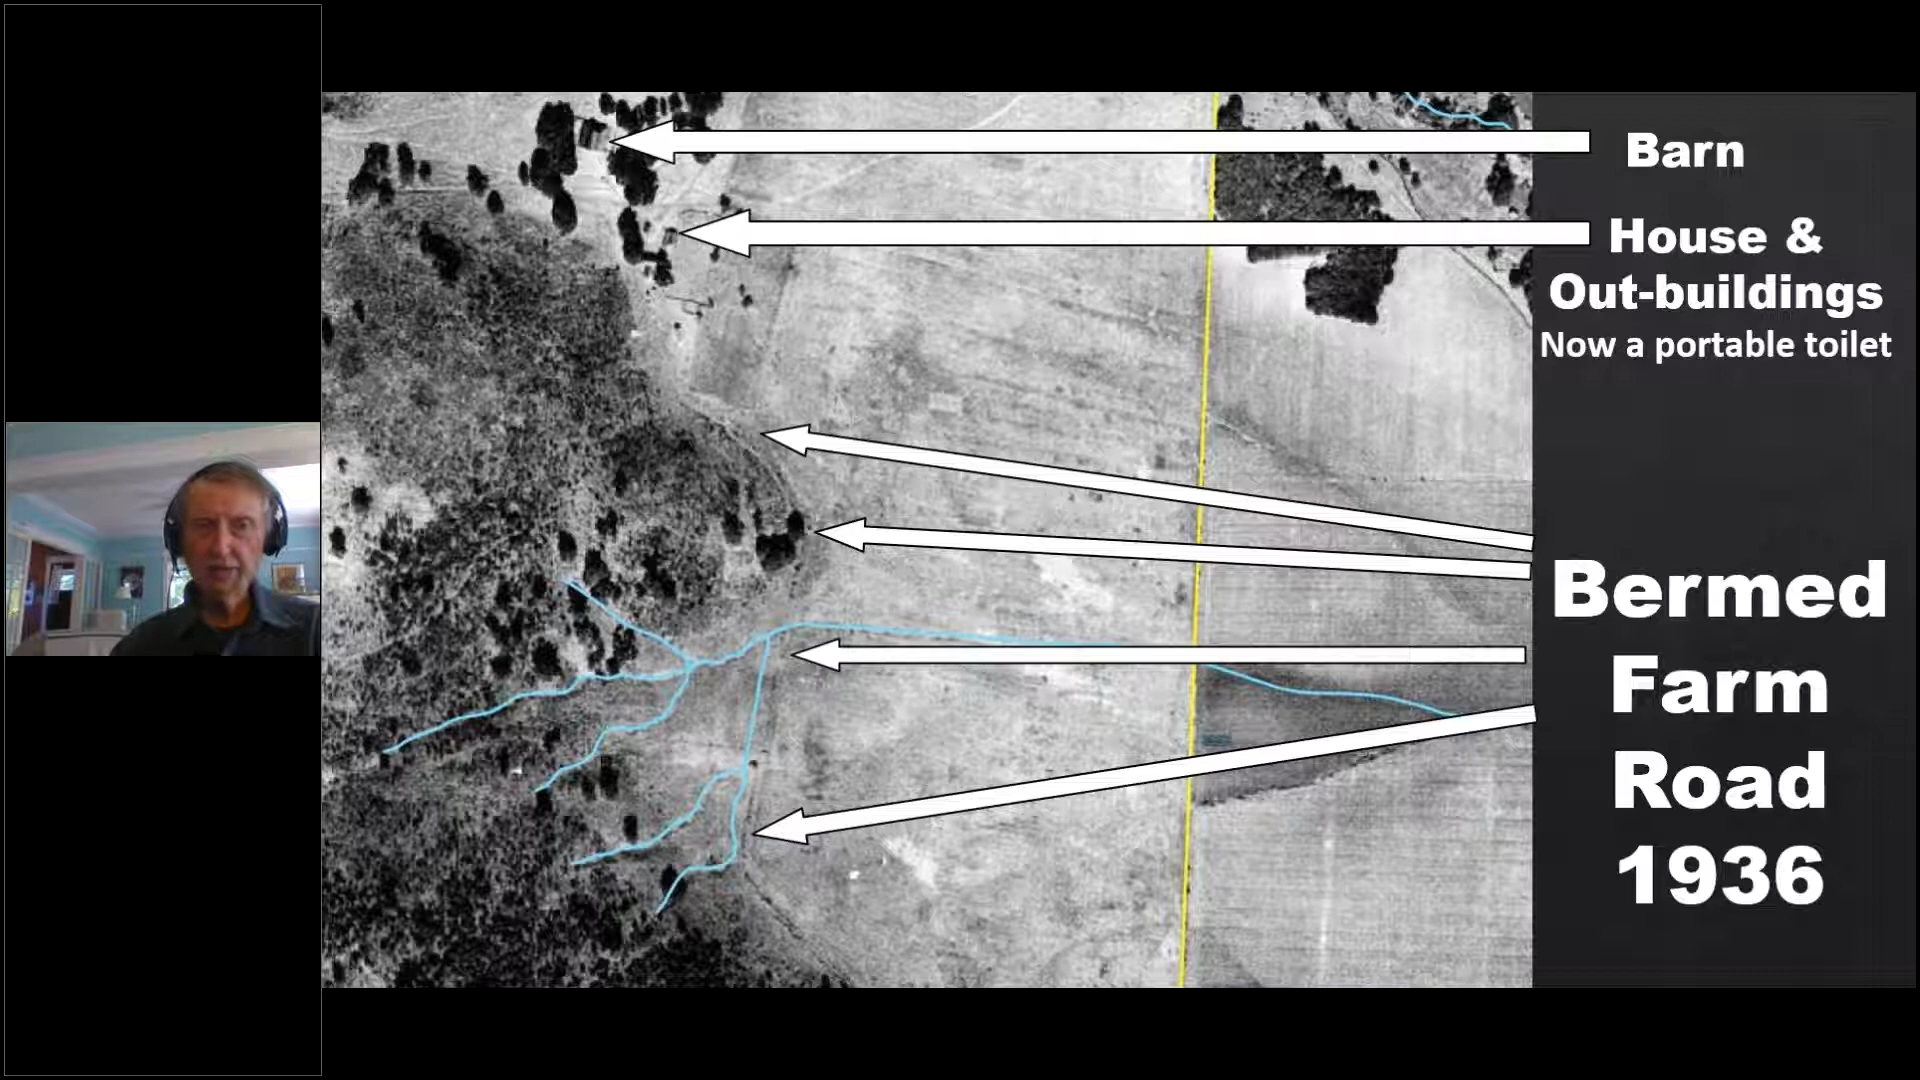 Barn
House &
Out-buildings
Now a portable toilet
Bermed
Farm
Road
1936